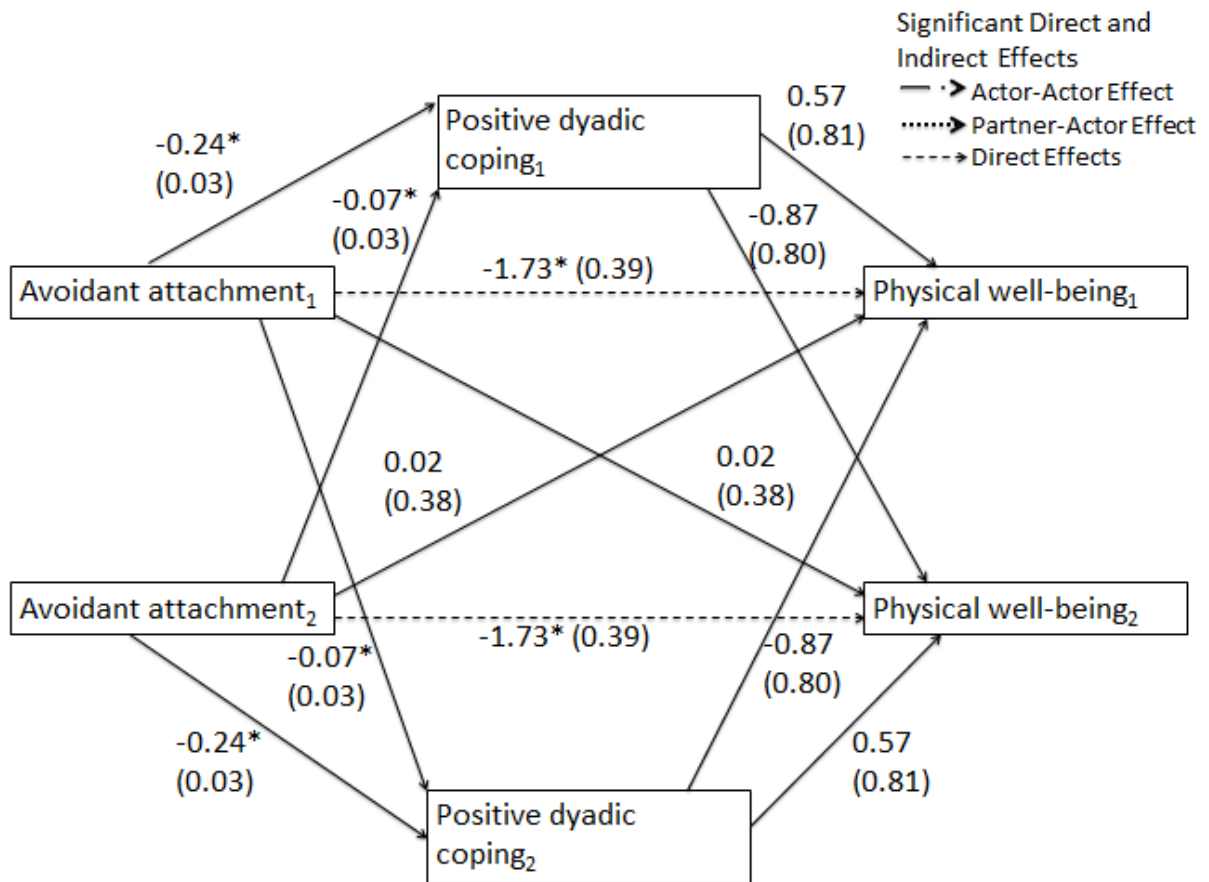 Significant Direct and
Indirect Effects
Actor-Actor Effect
Partner-Actor Effect
Direct Effects
Positive dyadic
coping₁
0.57
(0.81)
-0.24*
(0.03)
-0.07*
(0.03)
-0.87
(0.80)
-1.73* (0.39)
Avoidant attachment₁
Physical well-being₁
0.02
(0.38)
0.02
(0.38)
Avoidant attachment₂
Physical well-being₂
-1.73* (0.39)
-0.07*
(0.03)
-0.87
(0.80)
-0.24*
(0.03)
0.57
(0.81)
Positive dyadic
coping₂